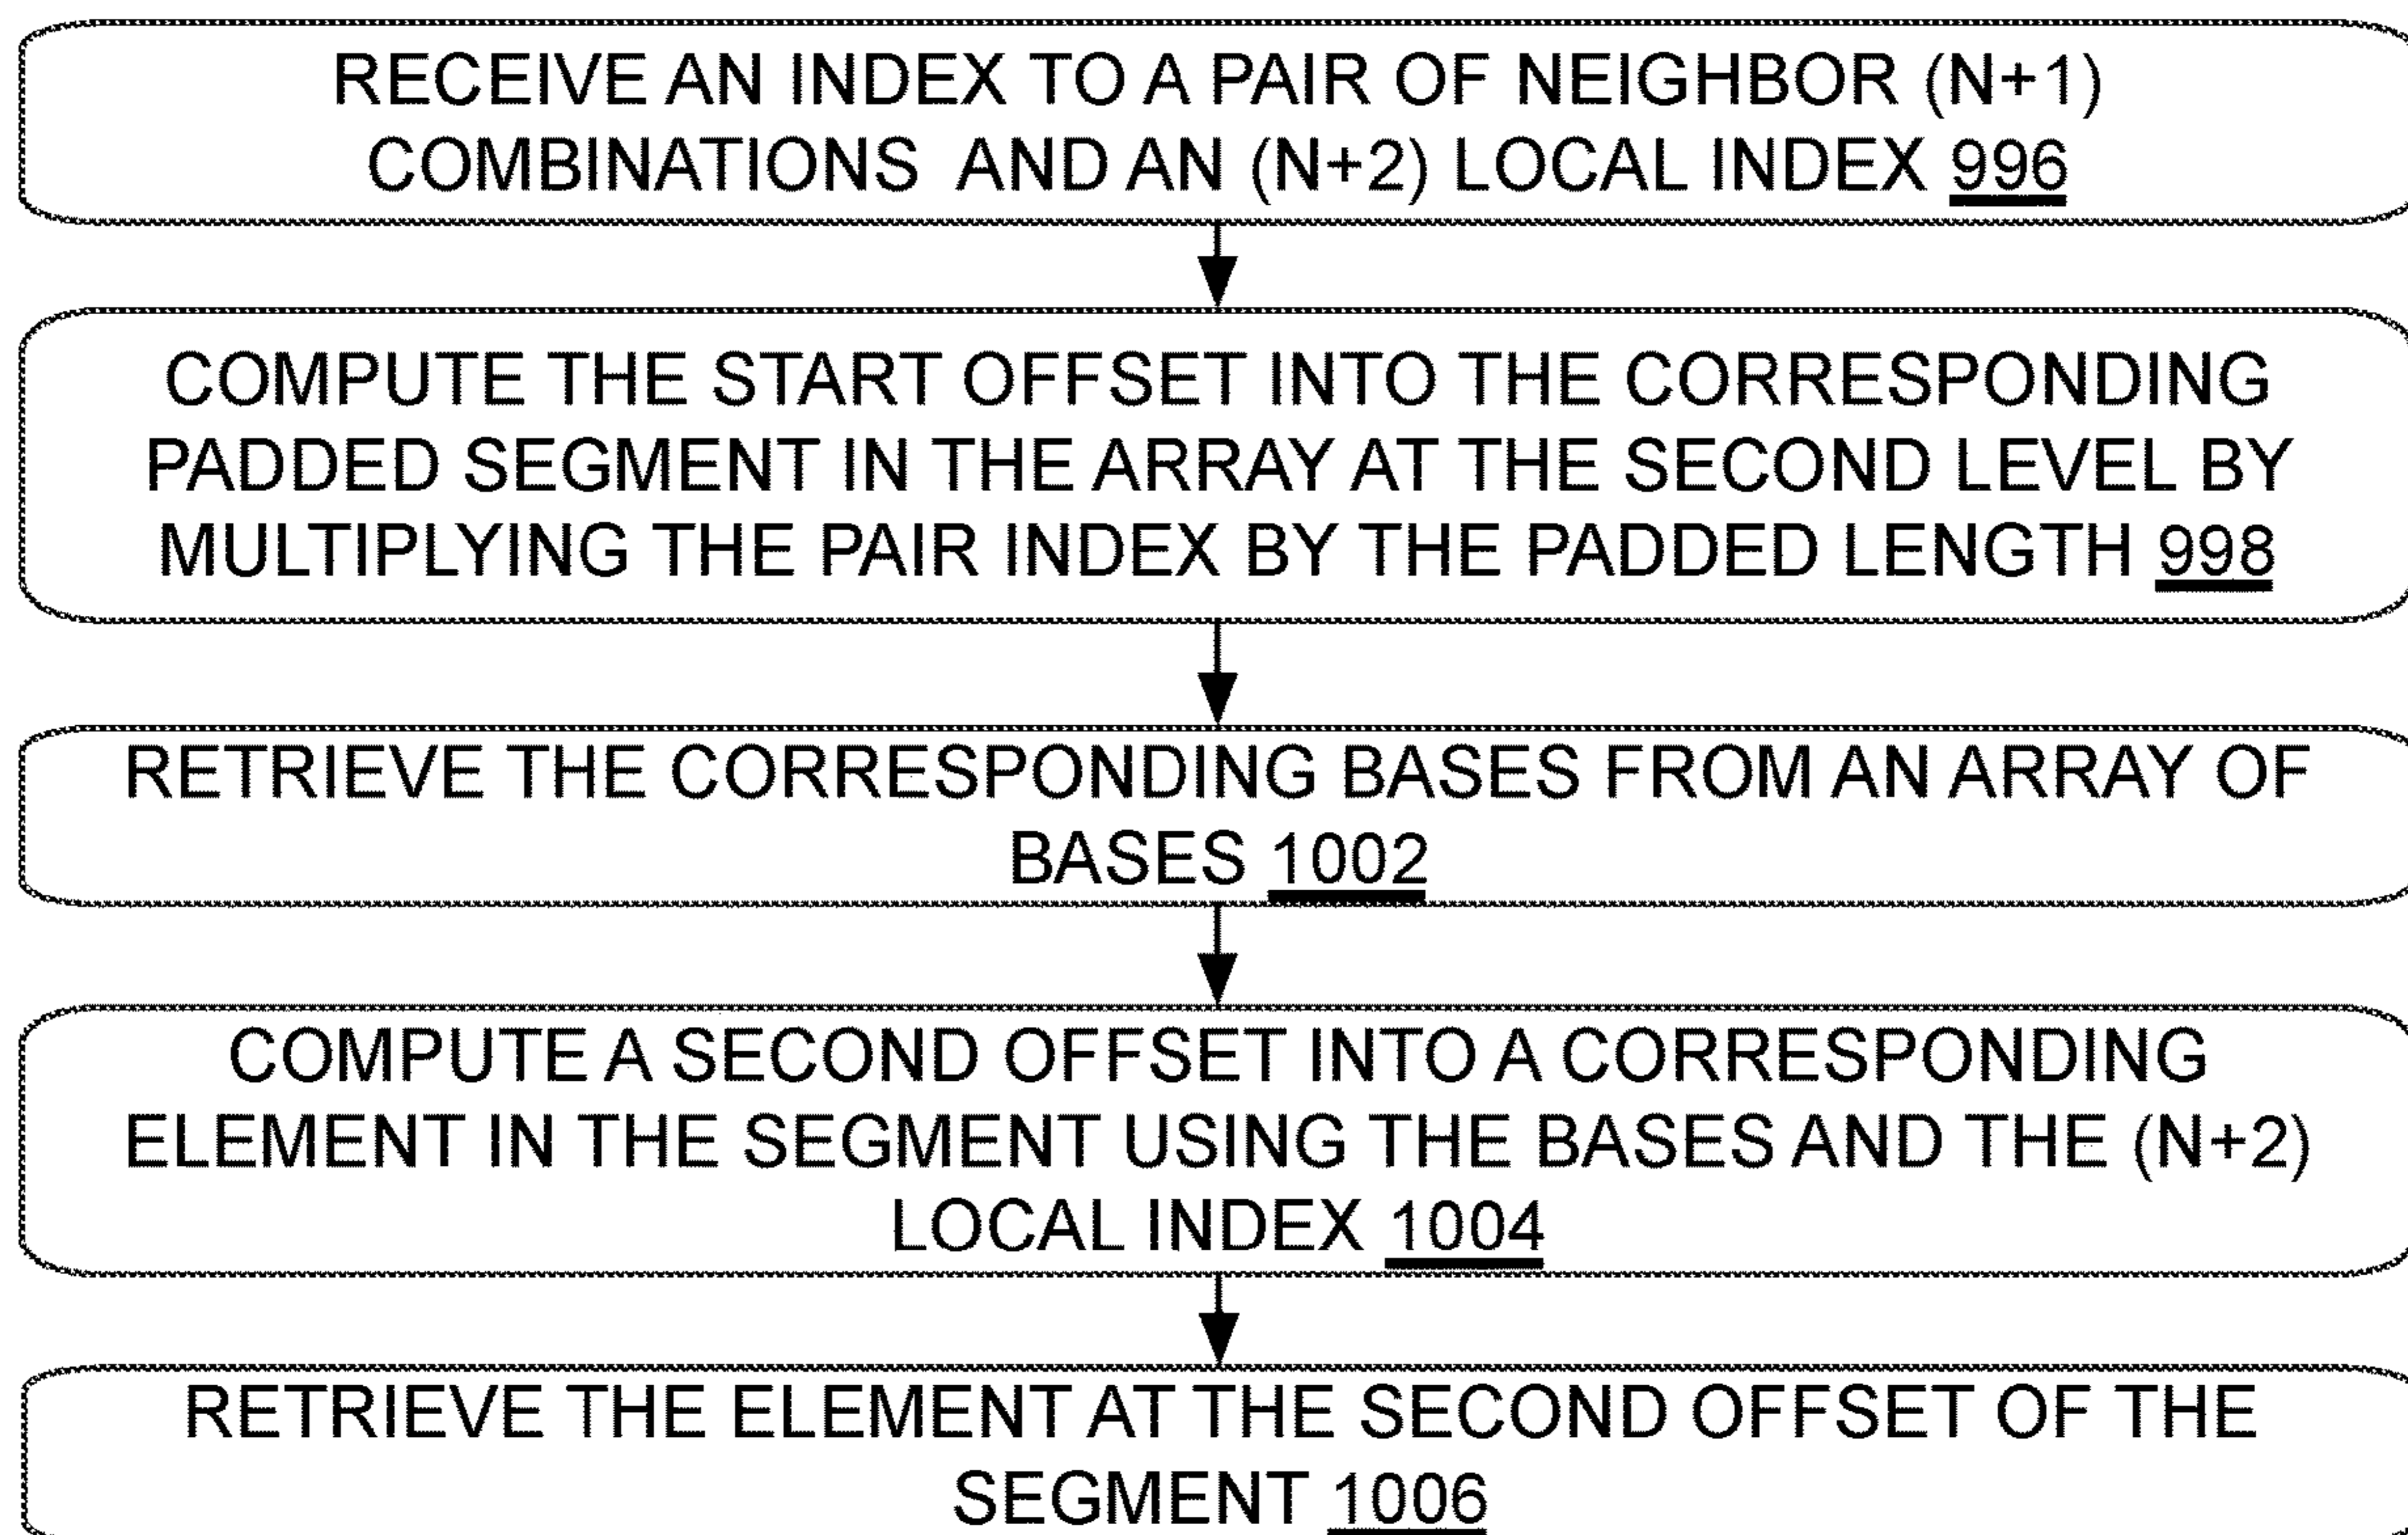 RECEIVE AN INDEX TO A PAIR OF NEIGHBOR (N+1)
COMBINATIONS AND AN (N+2) LOCAL INDEX 996
COMPUTE THE START OFFSET INTO THE CORRESPONDING
PADDED SEGMENT IN THE ARRAY AT THE SECOND LEVEL BY
MULTIPLYING THE PAIR INDEX BY THE PADDED LENGTH 998
RETRIEVE THE CORRESPONDING BASES FROM AN ARRAY OF
BASES 1002
COMPUTE A SECOND OFFSET INTO A CORRESPONDING
ELEMENT IN THE SEGMENT USING THE BASES AND THE (N+2)
LOCAL INDEX 1004
RETRIEVE THE ELEMENT AT THE SECOND OFFSET OF THE
SEGMENT 1006